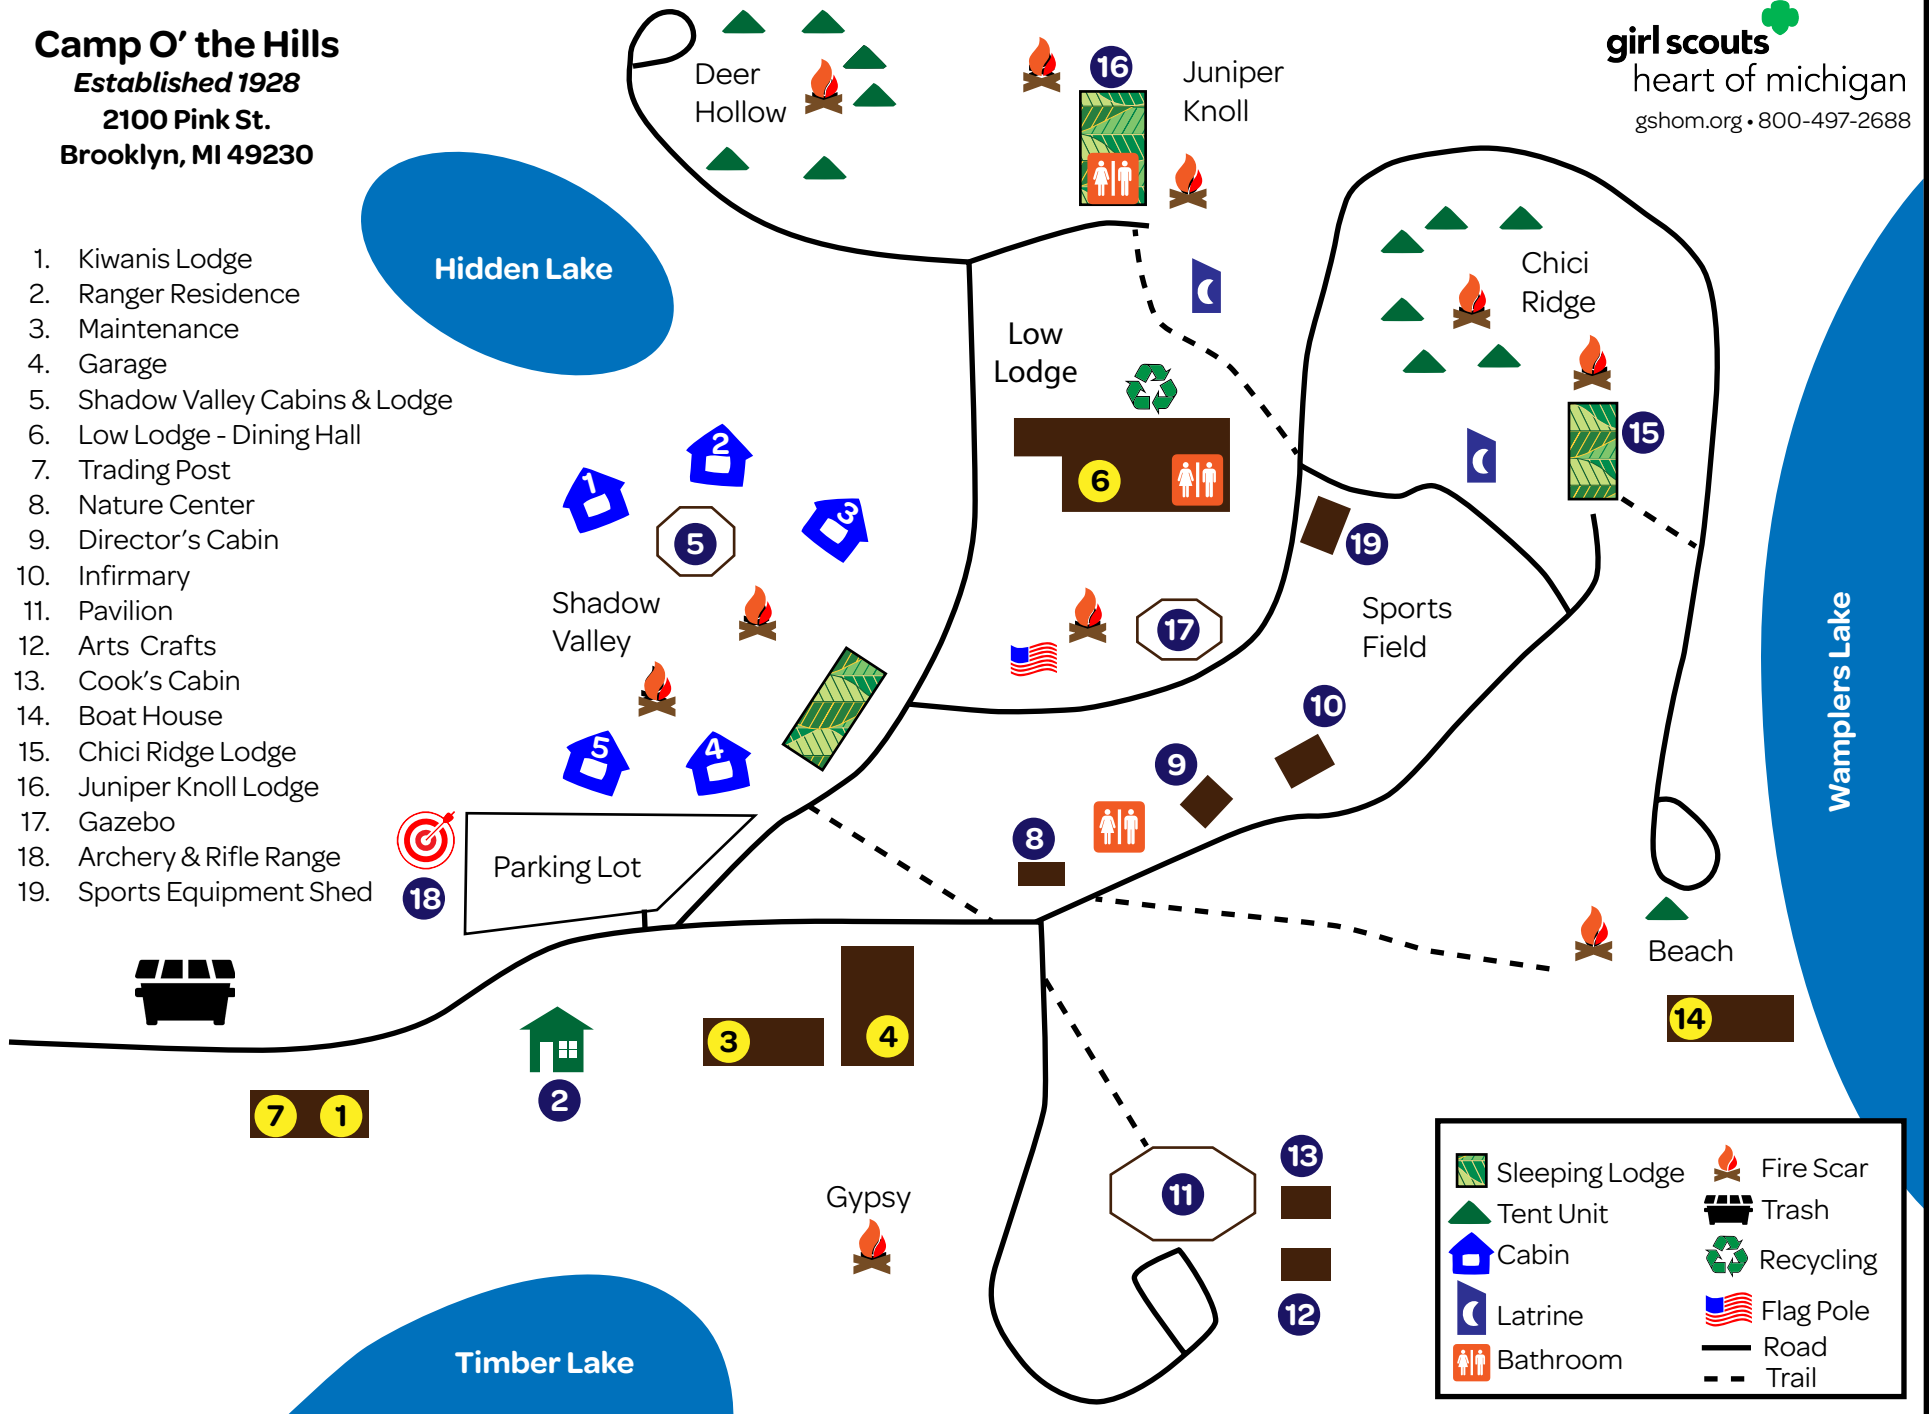 Camp O' the Hills
Established 1928
2100 Pink St.
Brooklyn, MI 49230
girl scouts
heart of michigan
gshom.org • 800-497-2688
1. Kiwanis Lodge
2. Ranger Residence
3. Maintenance
4. Garage
5. Shadow Valley Cabins & Lodge
6. Low Lodge - Dining Hall
7. Trading Post
8. Nature Center
9. Director's Cabin
10. Infirmary
11. Pavilion
12. Arts  Crafts
13. Cook's Cabin
14. Boat House
15. Chici Ridge Lodge
16. Juniper Knoll Lodge
17. Gazebo
18. Archery & Rifle Range
19. Sports Equipment Shed
Deer
Hollow
16
Juniper
Knoll
Hidden Lake
Chici
Ridge
Low
Lodge
15
6
1
2
3
5
19
Shadow
Valley
17
Sports
Field
Wamplers Lake
10
9
5
4
8
Parking Lot
18
Beach
14
3
4
2
7
1
13
11
12
Gypsy
Timber Lake
Sleeping Lodge
Tent Unit
Cabin
Latrine
Bathroom
Fire Scar
Trash
Recycling
Flag Pole
Road
Trail